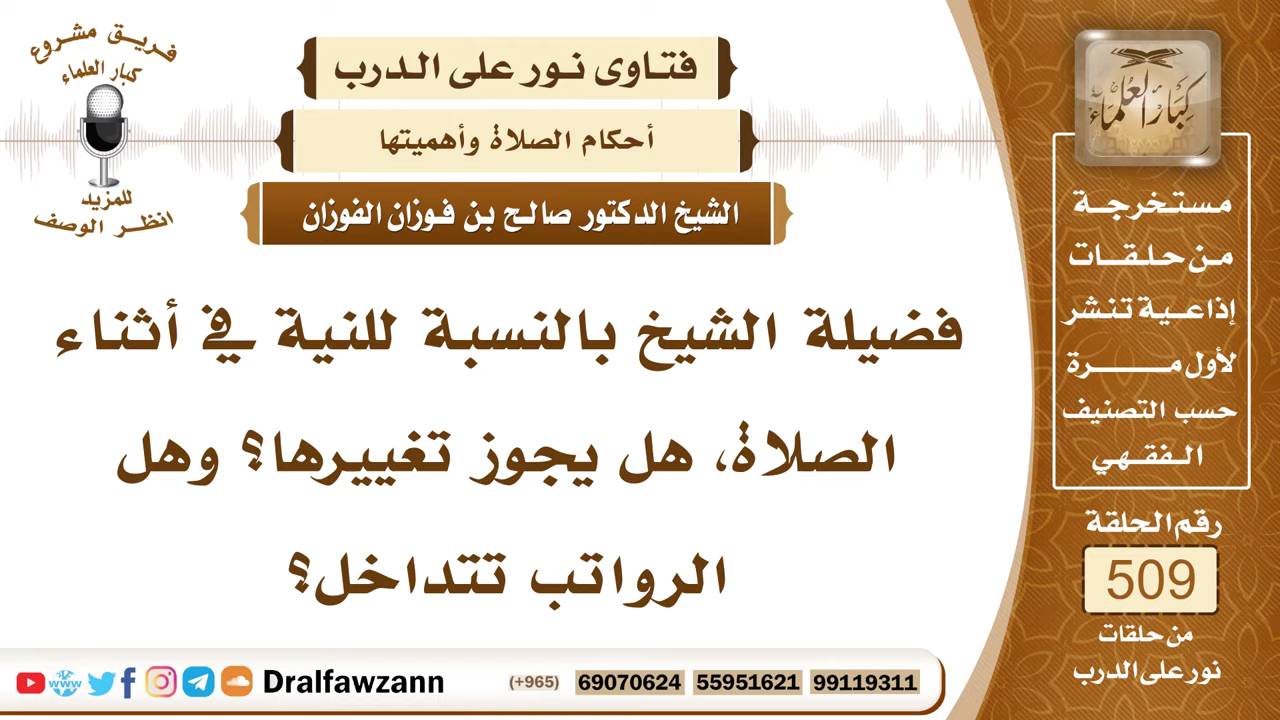 فريق مشروع
كبار العلماء
للمزيد
انظر الوصف
فتاوى نور على الدرب
أحكام الصلاة وأهميتها
الشيخ الدكتور صالح بن فوزان الفوزان
فضيلة الشيخ بالنسبة للنية في أثناء
الصلاة، هل يجوز تغييرها؟ وهل
الرواتب تتداخل؟
كبار العلماء
مستخرجة
من حلقات
إذاعية تنشر
لأول مرة
حسب التصنيف
الفقهي
رقم الحلقة
509
من حلقات
نور على الدرب
www Dralfawzann (+965) 69070624 55951621 99119311